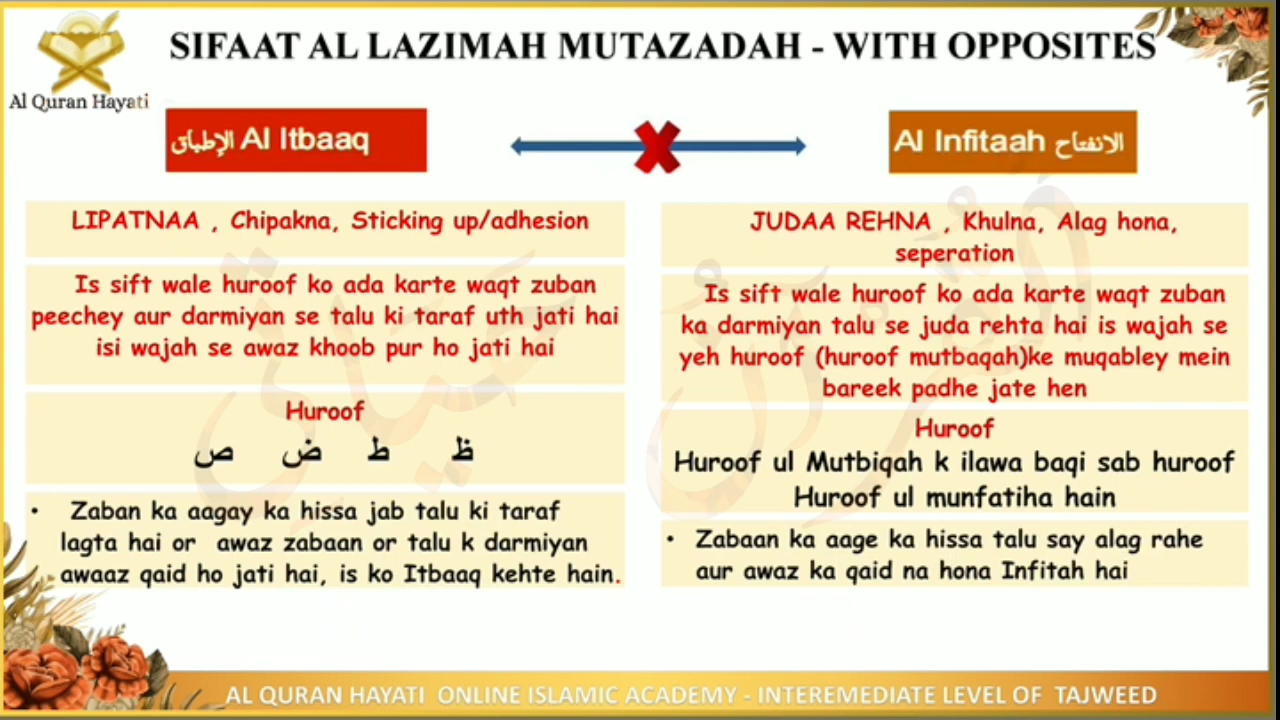 Al Quran Hayati
SIFAAT AL LAZIMAH MUTAZADAH - WITH OPPOSITES
الإطباق Al Itbaaq
Al Infitaah الانفتاح
LIPATNAA , Chipakna, Sticking up/adhesion
Is sift wale huroof ko ada karte waqt zuban
peechey aur darmiyan se talu ki taraf uth jati hai
isi wajah se awaz khoob pur ho jati hai
Huroof
ص ض ط ظ
• Zaban ka aagay ka hissa jab talu ki taraf
lagta hai or awaz zabaan or talu k darmiyan
awaaz qaid ho jati hai, is ko Itbaaq kehte hain.
JUDAA REHNA , Khulna, Alag hona,
seperation
Is sift wale huroof ko ada karte waqt zuban
ka darmiyan talu se juda rehta hai is wajah se
yeh huroof (huroof mutbaqah)ke muqabley mein
bareek padhe jate hen
Huroof
Huroof ul Mutbiqah k ilawa baqi sab huroof
Huroof ul munfatiha hain
• Zabaan ka aage ka hissa talu say alag rahe
aur awaz ka qaid na hona Infitah hai
القرآن حياتي
AL QURAN HAYATI ONLINE ISLAMIC ACADEMY - INTEREMEDIATE LEVEL OF TAJWEED